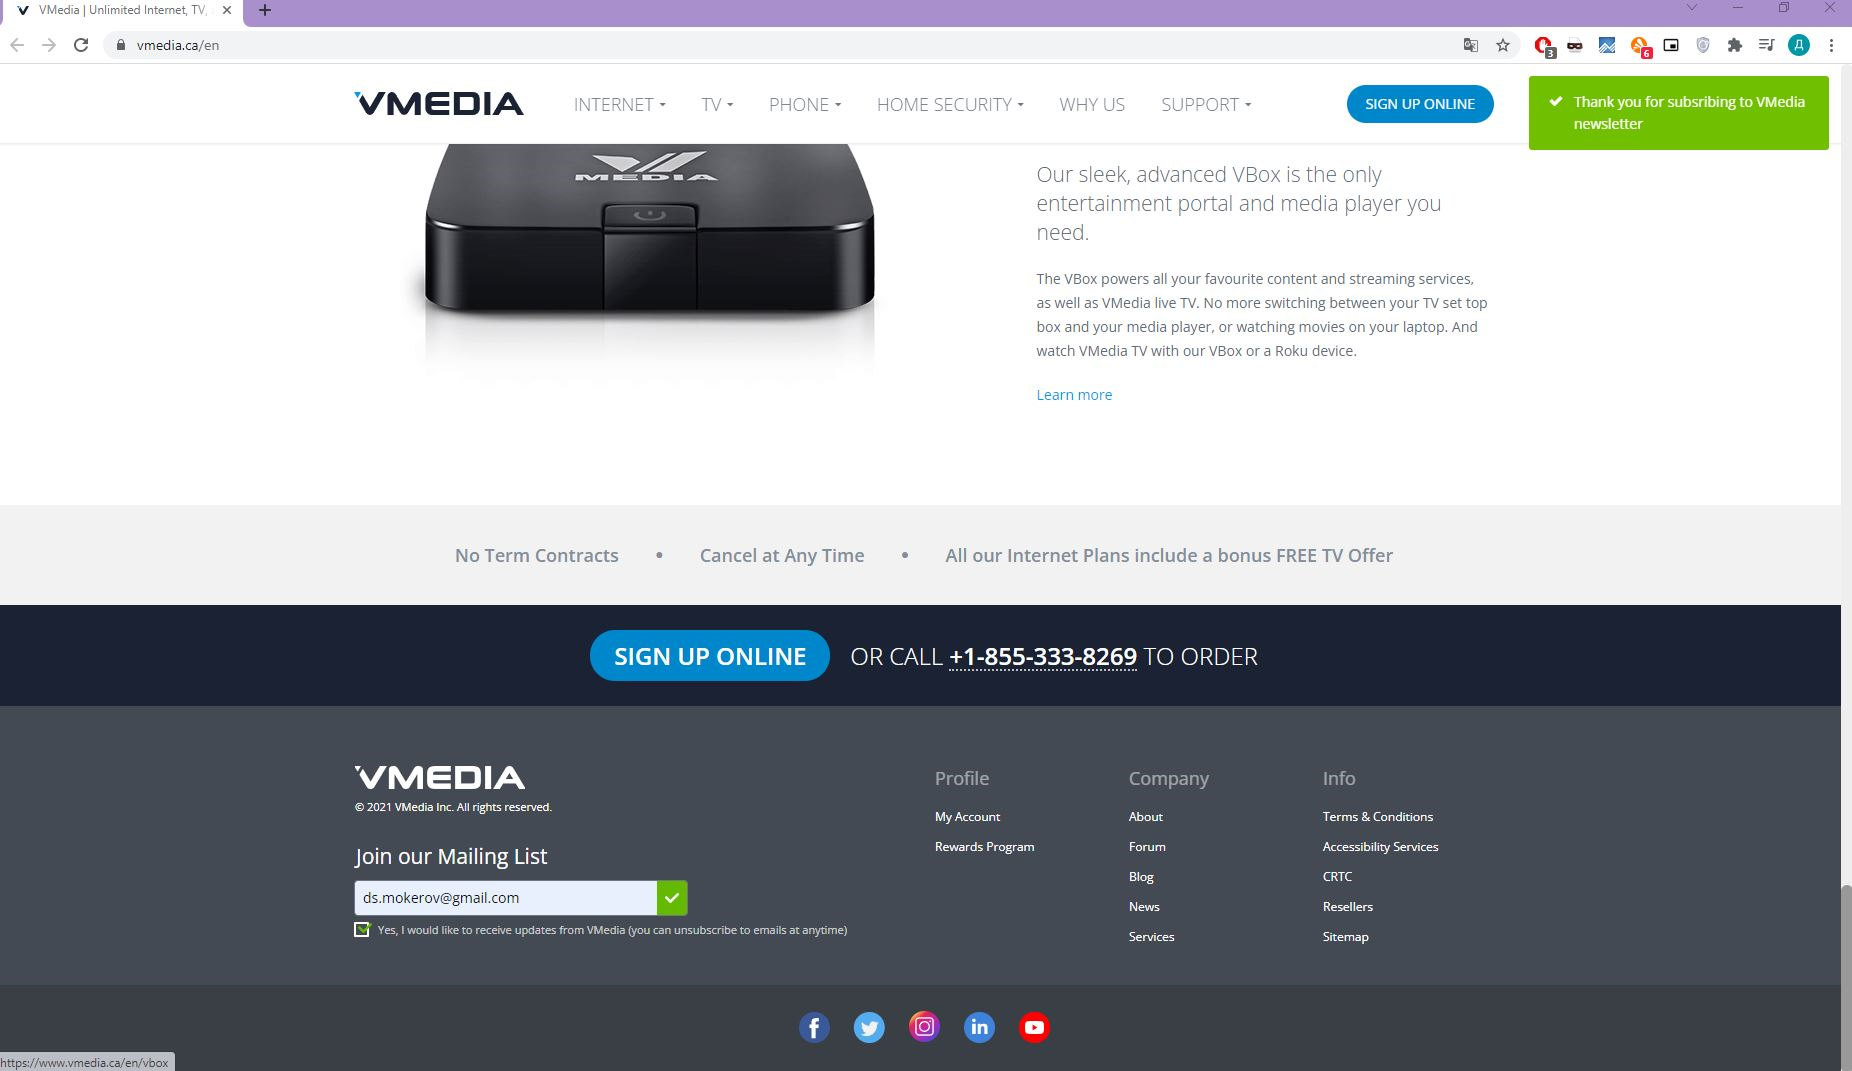 VMedia | Unlimited Internet, TV,
vmedia.ca/en
3
6
Д
VMEDIA
INTERNET
TV
PHONE
HOME SECURITY
WHY US
SUPPORT
SIGN UP ONLINE
Thank you for subsribing to VMedia
newsletter
MEDIA
Our sleek, advanced VBox is the only
entertainment portal and media player you
need.
The VBox powers all your favourite content and streaming services,
as well as VMedia live TV. No more switching between your TV set top
box and your media player, or watching movies on your laptop. And
watch VMedia TV with our VBox or a Roku device.
Learn more
No Term Contracts • Cancel at Any Time • All our Internet Plans include a bonus FREE TV Offer
SIGN UP ONLINE OR CALL +1-855-333-8269 TO ORDER
VMEDIA
© 2021 VMedia Inc. All rights reserved.
Join our Mailing List
ds.mokerov@gmail.com
Yes, I would like to receive updates from VMedia (you can unsubscribe to emails at anytime)
Profile
My Account
Rewards Program
Company
About
Forum
Blog
News
Services
Info
Terms & Conditions
Accessibility Services
CRTC
Resellers
Sitemap
f
in
https://www.vmedia.ca/en/vbox